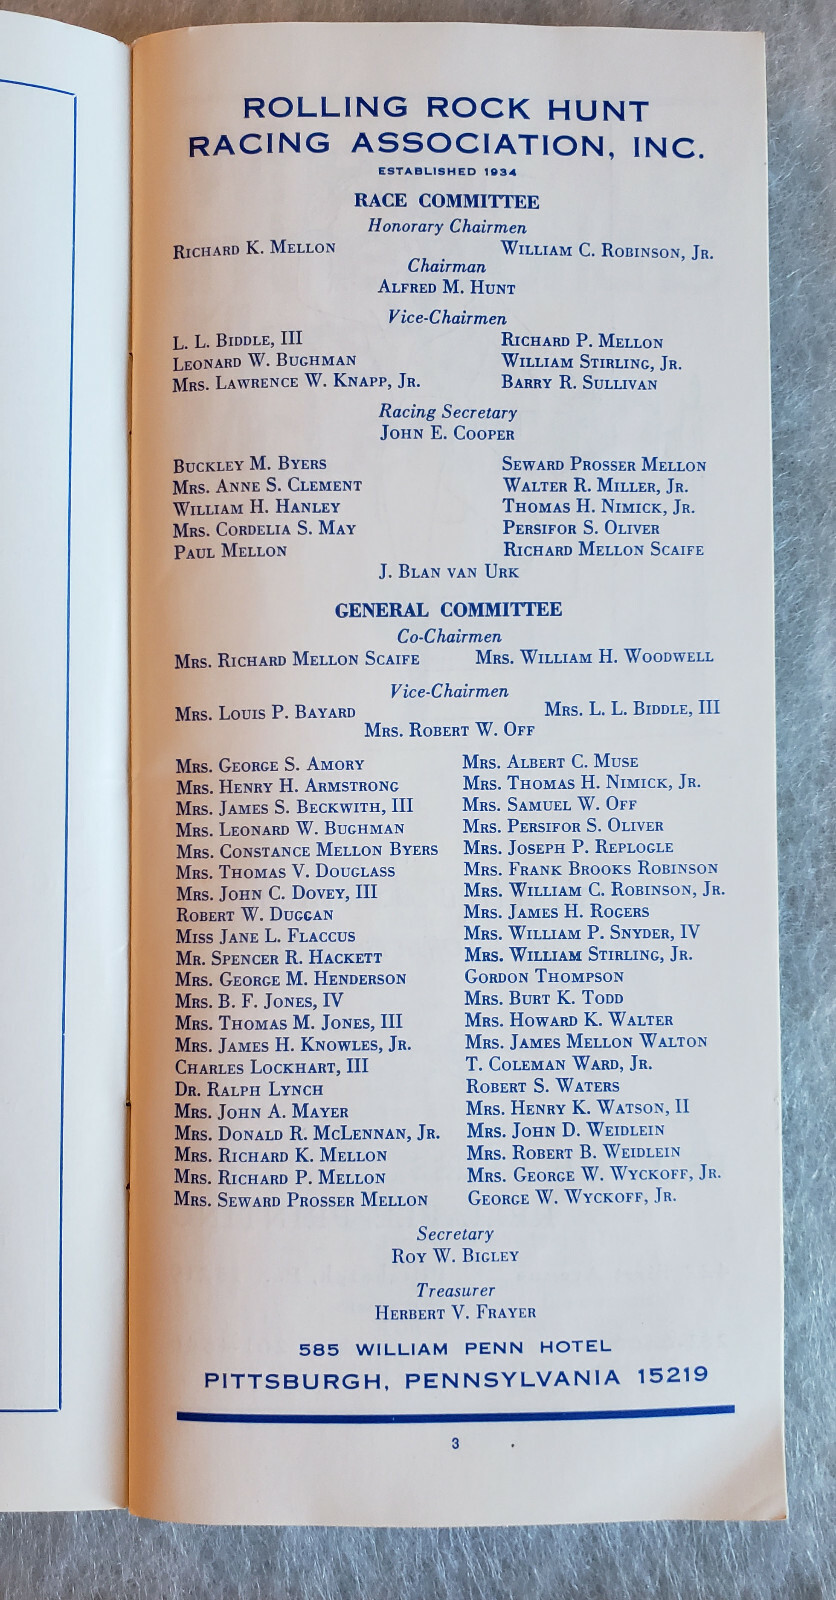 ROLLING ROCK HUNT
RACING ASSOCIATION, INC.
ESTABLISHED 1934
RACE COMMITTEE
Honorary Chairmen
RICHARD K. MELLON WILLIAM C. ROBINSON, JR.
Chairman
ALFRED M. HUNT
Vice-Chairmen
L. L. BIDDLE, III RICHARD P. MELLON
LEONARD W. BUGHMAN WILLIAM STIRLING, JR.
MRS. LAWRENCE W. KNAPP, JR. BARRY R. SULLIVAN
Racing Secretary
JOHN E. COOPER
BUCKLEY M. BYERS SEWARD PROSSER MELLON
MRS. ANNE S. CLEMENT WALTER R. MILLER, JR.
WILLIAM H. HANLEY THOMAS H. NIMICK, JR.
MRS. CORDELIA S. MAY PERSIFOR S. OLIVER
PAUL MELLON RICHARD MELLON SCAIFE
J. BLAN VAN URK
GENERAL COMMITTEE
Co-Chairmen
MRS. RICHARD MELLON SCAIFE MRS. WILLIAM H. WOODWELL
Vice-Chairmen
MRS. LOUIS P. BAYARD MRS. L. L. BIDDLE, III
MRS. ROBERT W. OFF
MRS. GEORGE S. AMORY MRS. ALBERT C. MUSE
MRS. HENRY H. ARMSTRONG MRS. THOMAS H. NIMICK, JR.
MRS. JAMES S. BECKWITH, III MRS. SAMUEL W. OFF
MRS. LEONARD W. BUGHMAN MRS. PERSIFOR S. OLIVER
MRS. CONSTANCE MELLON BYERS MRS. JOSEPH P. REPLOGLE
MRS. THOMAS V. DOUGLASS MRS. FRANK BROOKS ROBINSON
MRS. JOHN C. DOVEY, III MRS. WILLIAM C. ROBINSON, JR.
ROBERT W. DUGGAN MRS. JAMES H. ROGERS
MISS JANE L. FLACCUS MRS. WILLIAM P. SNYDER, IV
MR. SPENCER R. HACKETT MRS. WILLIAM STIRLING, JR.
MRS. GEORGE M. HENDERSON GORDON THOMPSON
MRS. B. F. JONES, IV MRS. BURT K. TODD
MRS. THOMAS M. JONES, III MRS. HOWARD K. WALTER
MRS. JAMES H. KNOWLES, JR. MRS. JAMES MELLON WALTON
CHARLES LOCKHART, III T. COLEMAN WARD, JR.
DR. RALPH LYNCH ROBERT S. WATERS
MRS. JOHN A. MAYER MRS. HENRY K. WATSON, II
MRS. DONALD R. MCLENNAN, JR. MRS. JOHN D. WEIDLEIN
MRS. RICHARD K. MELLON MRS. ROBERT B. WEIDLEIN
MRS. RICHARD P. MELLON MRS. GEORGE W. WYCKOFF, JR.
MRS. SEWARD PROSSER MELLON GEORGE W. WYCKOFF, JR.
Secretary
ROY W. BIGLEY
Treasurer
HERBERT V. FRAYER
585 WILLIAM PENN HOTEL
PITTSBURGH, PENNSYLVANIA 15219
3